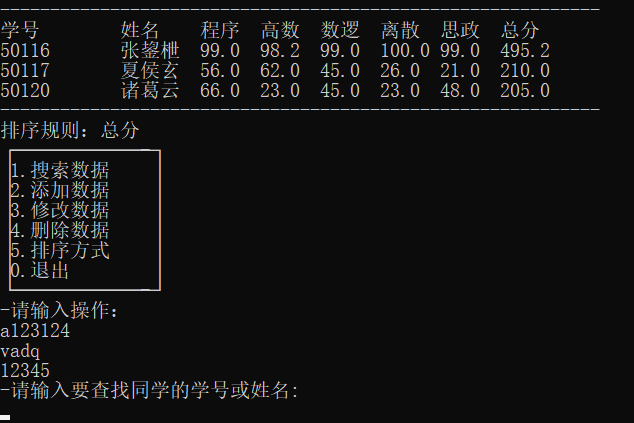 学号 姓名 程序 高数 数逻 离散 思政 总分
50116 张鋆枻 99.0 98.2 99.0 100.0 99.0 495.2
50117 夏侯玄 56.0 62.0 45.0 26.0 21.0 210.0
50120 诸葛云 66.0 23.0 45.0 23.0 48.0 205.0
排序规则: 总分
1.搜索数据
2.添加数据
3.修改数据
4.删除数据
5.排序方式
0.退出
-请输入操作:
a123124
vadq
12345
-请输入要查找同学的学号或姓名: